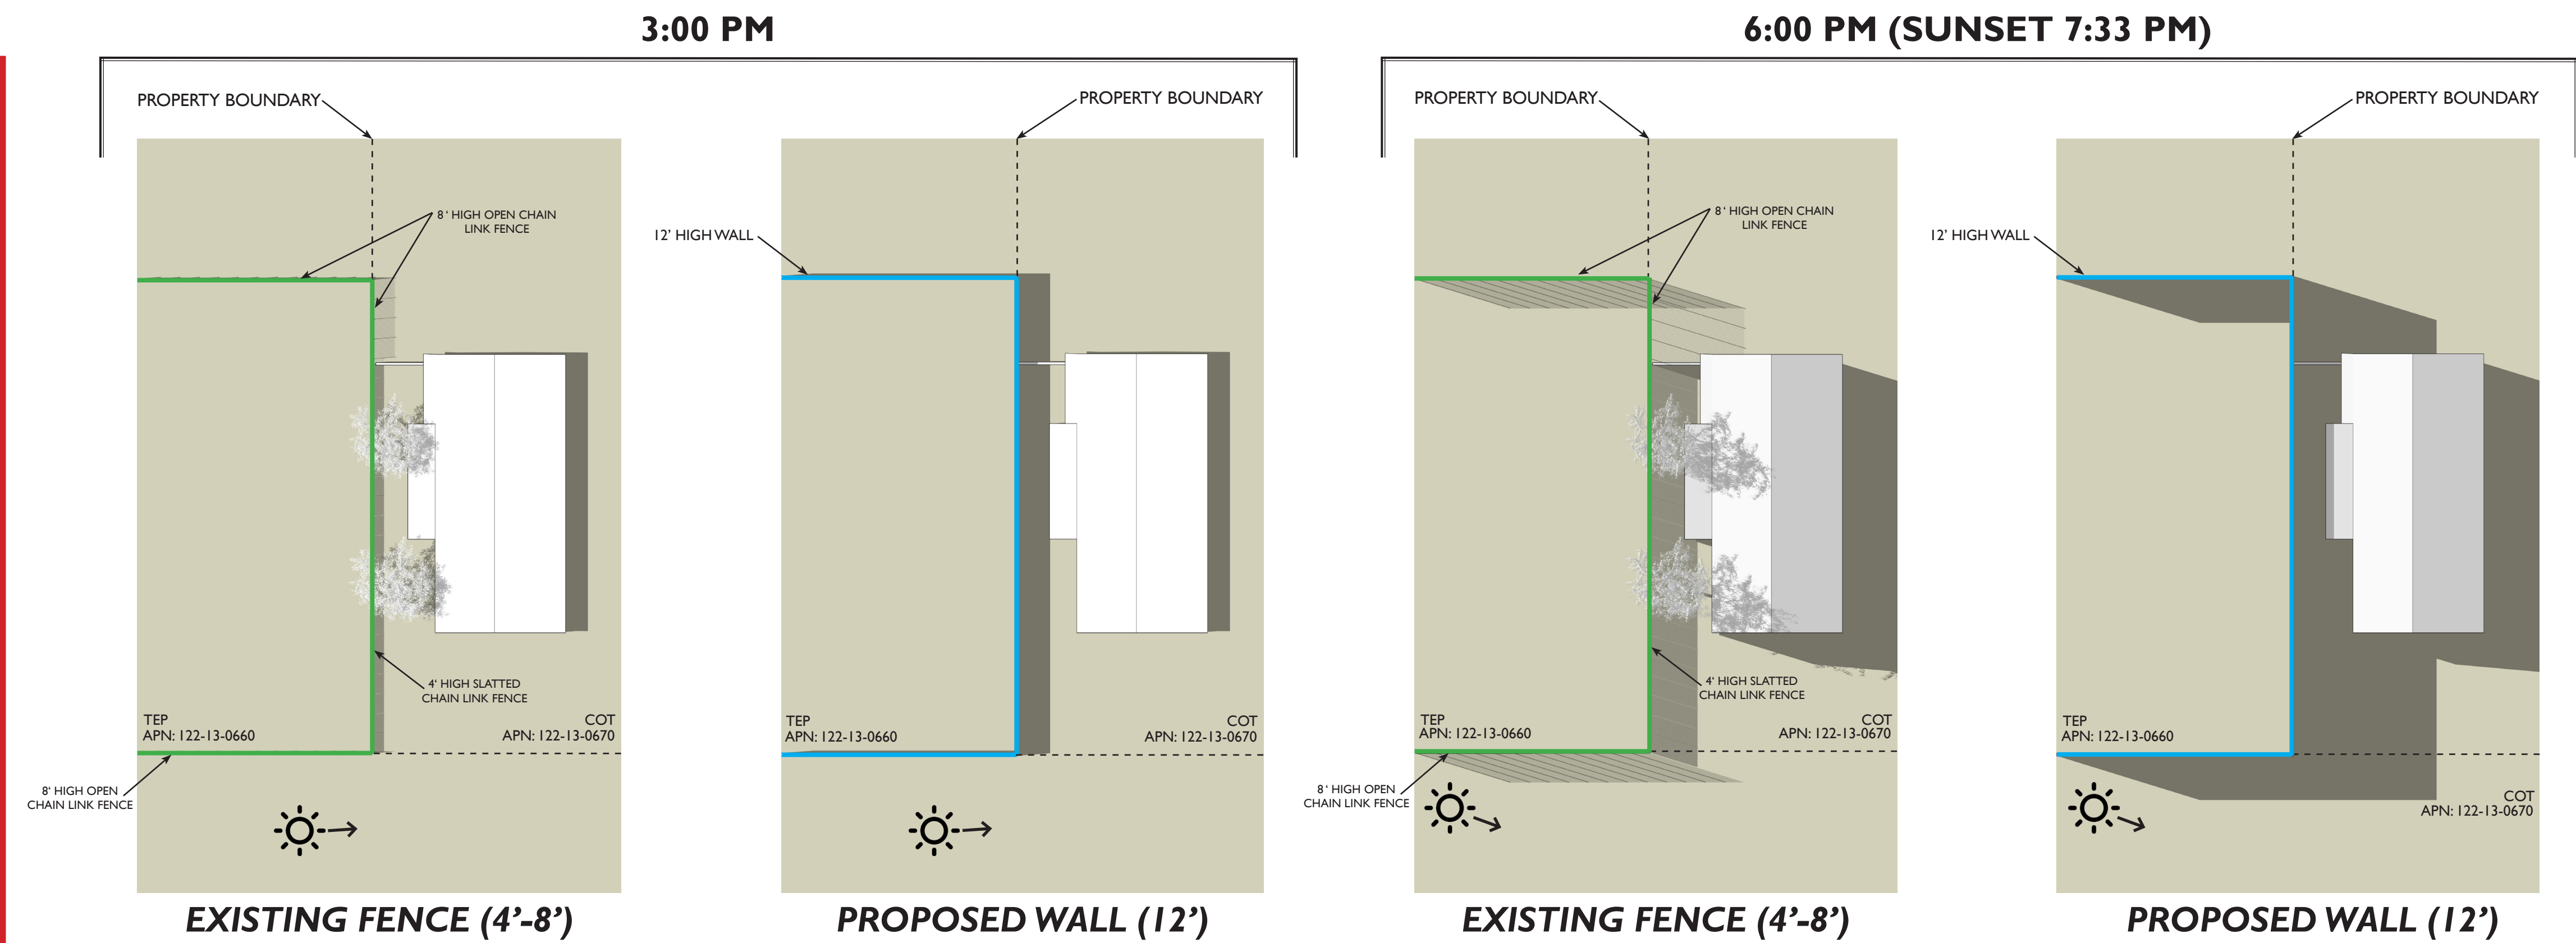 3:00 PM
PROPERTY BOUNDARY
PROPERTY BOUNDARY
8' HIGH OPEN CHAIN
LINK FENCE
12' HIGH WALL
4' HIGH SLATTED
CHAIN LINK FENCE
TEP
APN: 122-13-0660
COT
APN: 122-13-0670
8' HIGH OPEN
CHAIN LINK FENCE
TEP
APN: 122-13-0660
COT
APN: 122-13-0670
EXISTING FENCE (4'-8')
PROPOSED WALL (12')
6:00 PM (SUNSET 7:33 PM)
PROPERTY BOUNDARY
PROPERTY BOUNDARY
8' HIGH OPEN CHAIN
LINK FENCE
12' HIGH WALL
4' HIGH SLATTED
CHAIN LINK FENCE
TEP
APN: 122-13-0660
COT
APN: 122-13-0670
8' HIGH OPEN
CHAIN LINK FENCE
TEP
APN: 122-13-0660
COT
APN: 122-13-0670
EXISTING FENCE (4'-8')
PROPOSED WALL (12')